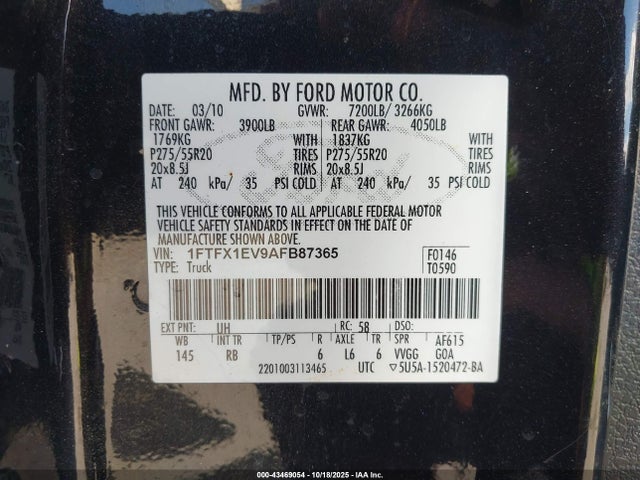 MFD. BY FORD MOTOR CO.
DATE: 03/10 GVWR: 7200LB/ 3266KG
FRONT GAWR: 3900LB REAR GAWR: 4050LB
1769KG WITH 1837KG WITH
P275/55R20 TIRES P275/55R20 TIRES
20x8.5J RIMS 20x8.5J RIMS
AT 240 kPa/ 35 PSI COLD AT 240 kPa/ 35 PSI COLD
THIS VEHICLE CONFORMS TO ALL APPLICABLE FEDERAL MOTOR
VEHICLE SAFETY STANDARDS IN EFFECT ON THE DATE OF
MANUFACTURE SHOWN ABOVE.
VIN: 1FTFX1EV9AFB87365 F0146
TYPE: Truck T0590
EXT PNT: UH RC: 58 DSO:
WB INT TR TP/PS R AXLE TR SPR AF615
145 RB 6 L6 6 VVGG GOA
2201003113465 UTC 5U5A-1520472-BA
000-43469054 - 10/18/2025 - IAA Inc.